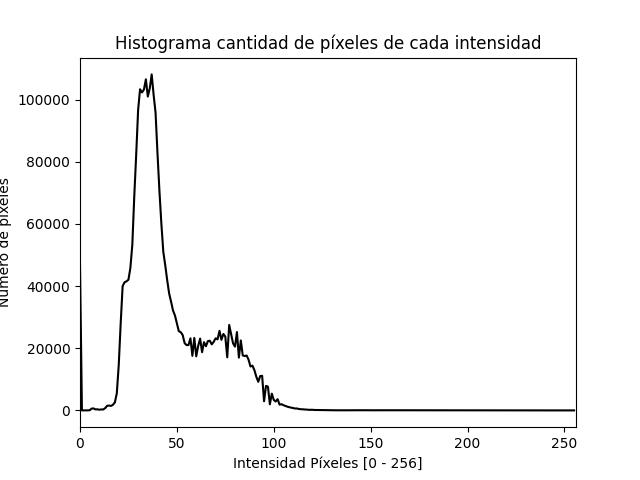 Histograma cantidad de píxeles de cada intensidad
100000
80000
60000
40000
20000
0
Número de píxeles
0 50 100 150 200 250
Intensidad Píxeles [0 - 256]